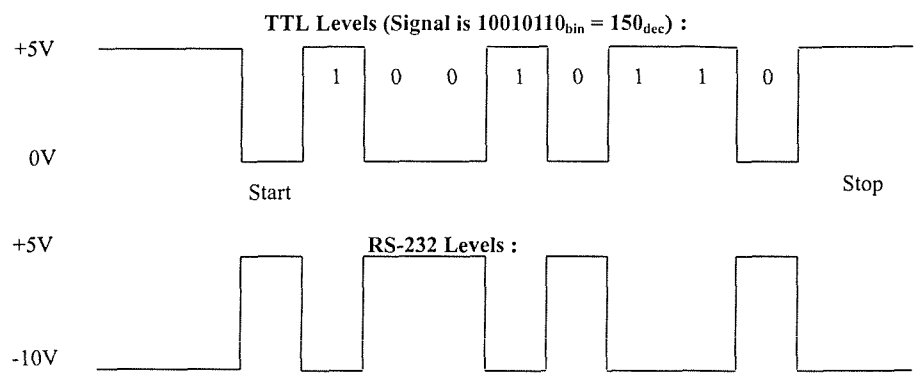 TTL Levels (Signal is 10010110bin = 150dec) :
+5V
1 0 0 1 0 1 1 0
0V
Start
Stop
+5V
RS-232 Levels :
-10V